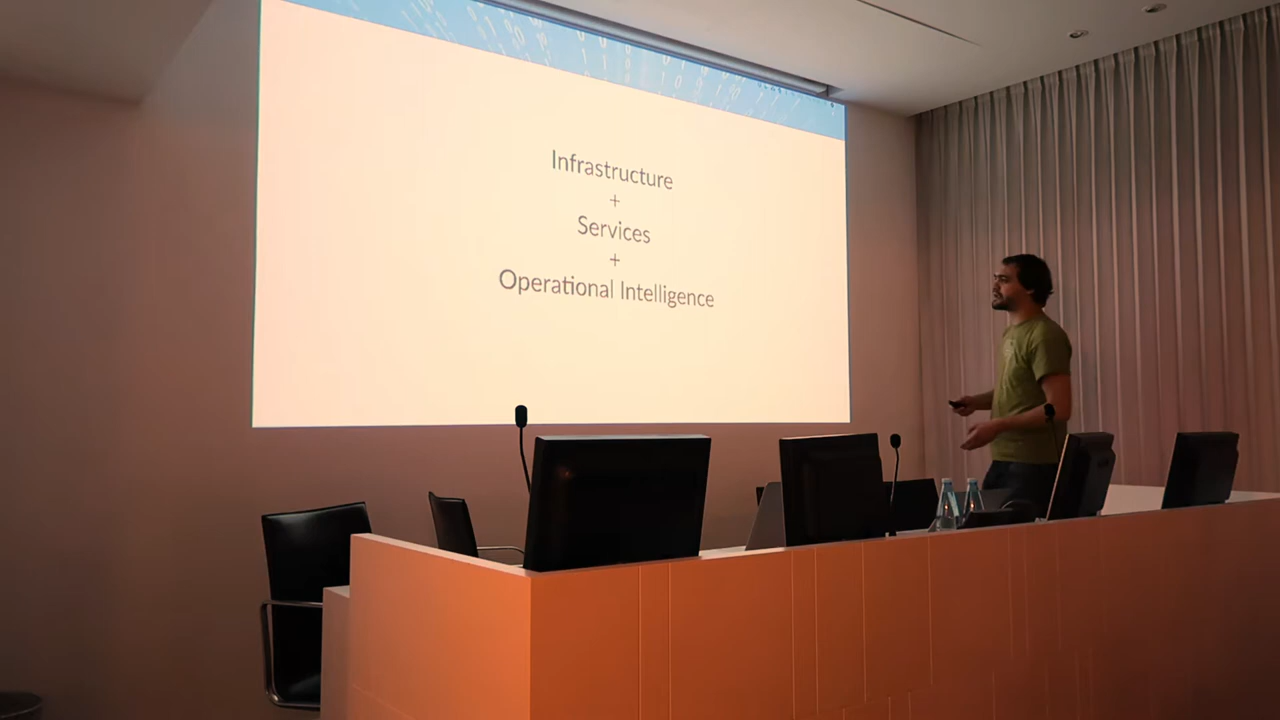 Infrastructure
+
Services
+
Operational Intelligence